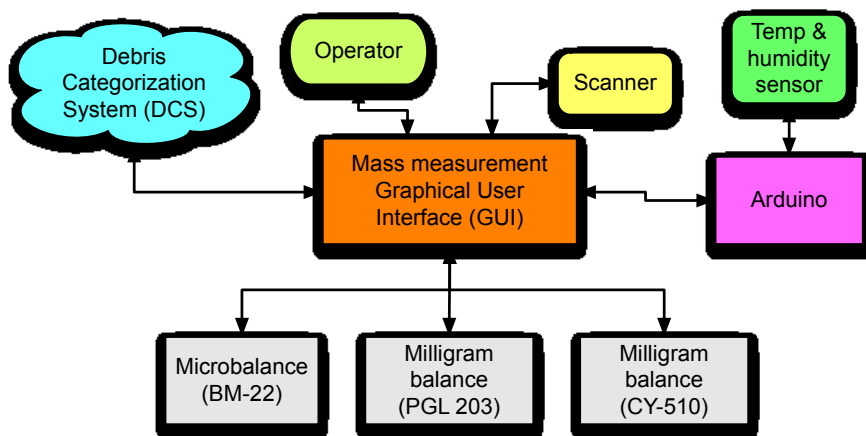 Debris
Categorization
System (DCS)
Operator
Scanner
Temp &
humidity
sensor
Mass measurement
Graphical User
Interface (GUI)
Arduino
Microbalance
(BM-22)
Milligram
balance
(PGL 203)
Milligram
balance
(CY-510)